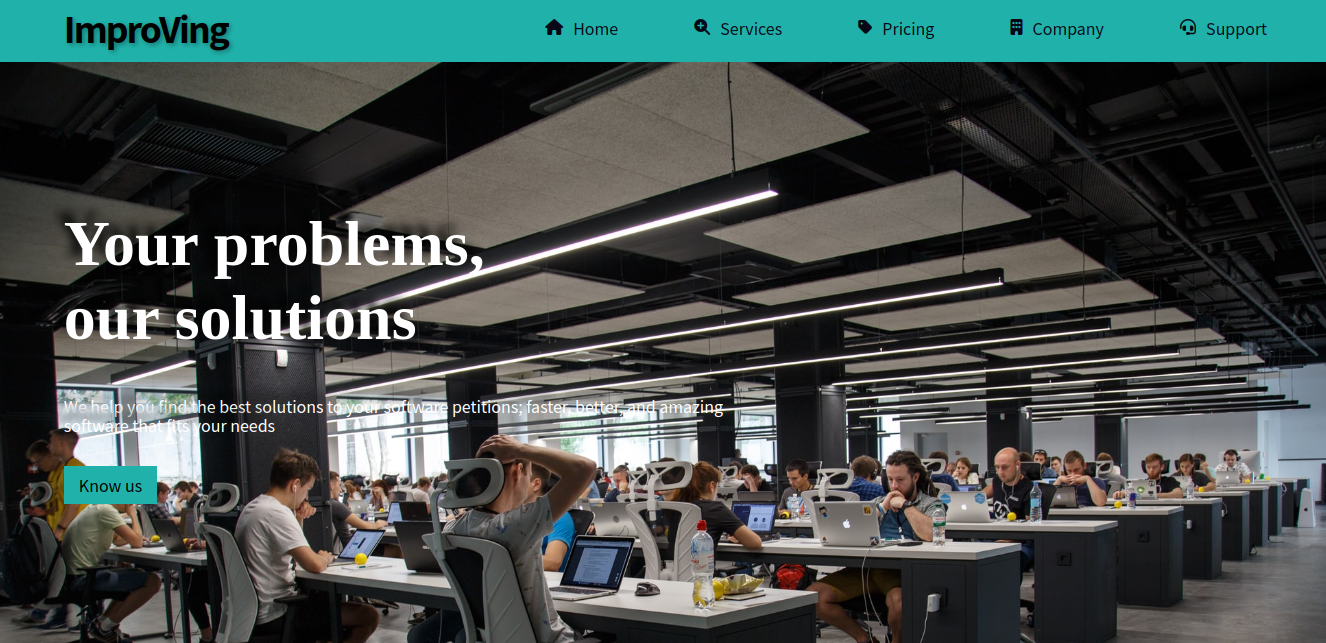 ImproVing
Home
Services
Pricing
Company
Support
Your problems,
our solutions
We help you find the best solutions to your software petitions; faster, better, and amazing
software that fits your needs
Know us